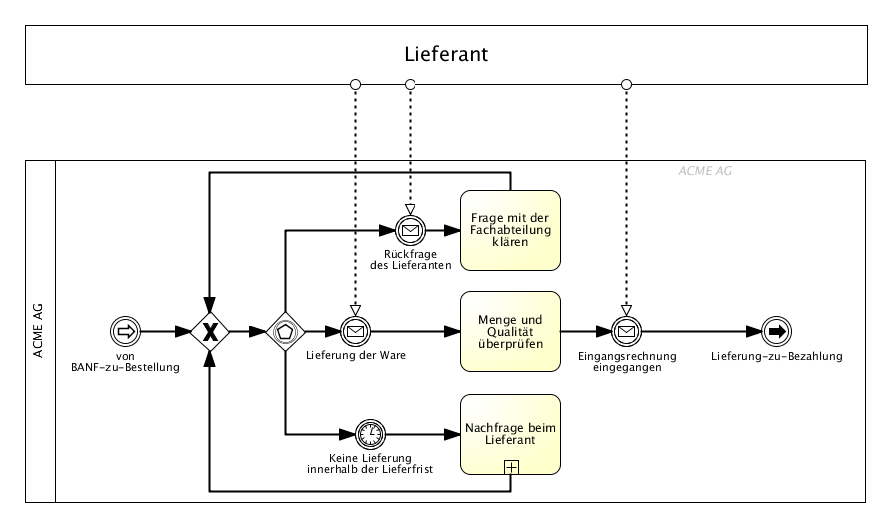 Lieferant
ACME AG
ACME AG
Frage mit der
Fachabteilung
klären
Rückfrage
des Lieferanten
von
BANF-zu-Bestellung
Lieferung der Ware
Menge und
Qualität
überprüfen
Eingangsrechnung
eingegangen
Lieferung-zu-Bezahlung
Keine Lieferung
innerhalb der Lieferfrist
Nachfrage beim
Lieferant